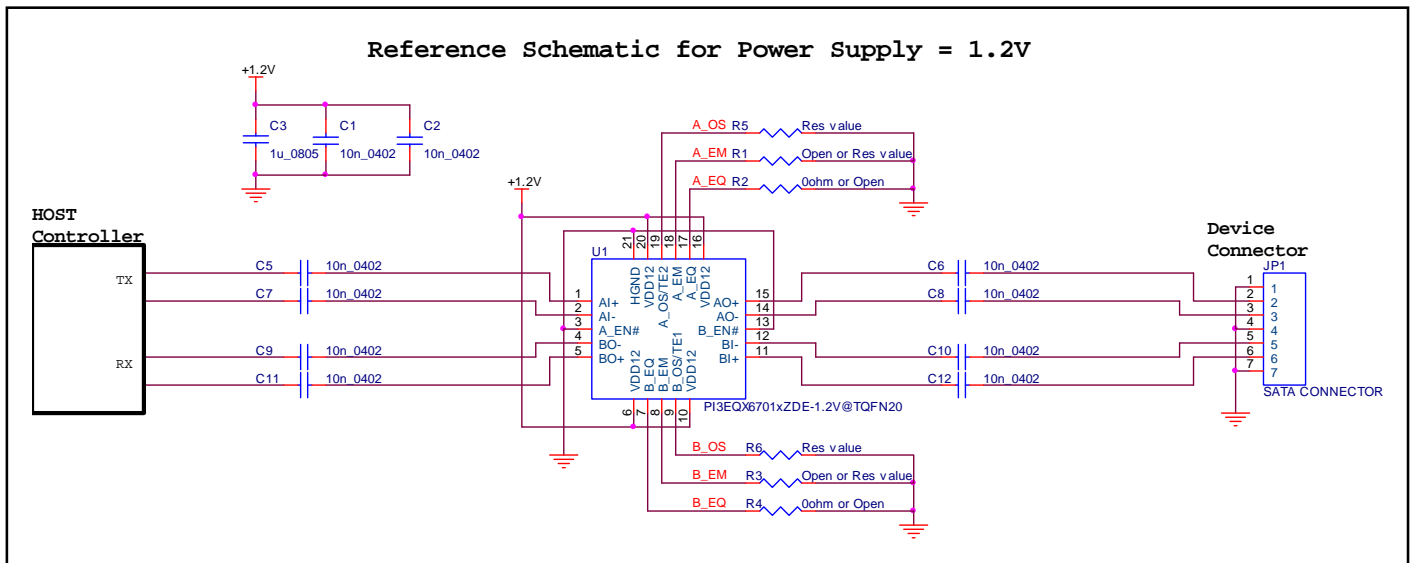 Reference Schematic for Power Supply = 1.2V
+1.2V
C3
C1
C2
1u_0805
10n_0402
10n_0402
A_OS R5 Res value
A_EM R1 Open or Res value
A_EQ R2 0ohm or Open
+1.2V
HOST
Controller
TX
RX
C5 10n_0402
C7 10n_0402
C9 10n_0402
C11 10n_0402
U1
21 20 19 18 17 16
HGND VDD12 A_OS/TE2 A_EM A_EQ VDD12
1 AI+
2 AI-
3 A_EN#
4 BO-
5 BO+
AO+ 15
AO- 14
B_EN# 13
BI- 12
BI+ 11
VDD12 B_EQ B_EM B_OS/TE1 VDD12
6 7 8 9 10
PI3EQX6701xZDE-1.2V@TQFN20
C6 10n_0402
C8 10n_0402
C10 10n_0402
C12 10n_0402
Device
Connector
JP1
1 1
2 2
3 3
4 4
5 5
6 6
7 7
SATA CONNECTOR
B_OS R6 Res value
B_EM R3 Open or Res value
B_EQ R4 0ohm or Open